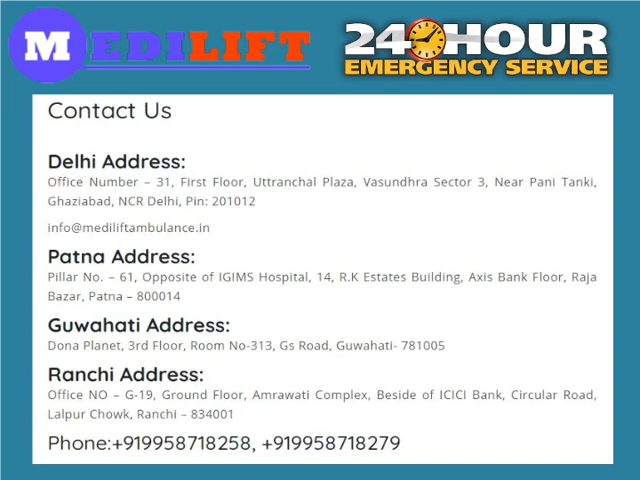 MEDILIFT
24 HOUR
EMERGENCY SERVICE
Contact Us
Delhi Address:
Office Number – 31, First Floor, Uttranchal Plaza, Vasundhra Sector 3, Near Pani Tanki,
Ghaziabad, NCR Delhi, Pin: 201012
info@mediliftambulance.in
Patna Address:
Pillar No. – 61, Opposite of IGIMS Hospital, 14, R.K Estates Building, Axis Bank Floor, Raja
Bazar, Patna – 800014
Guwahati Address:
Dona Planet, 3rd Floor, Room No-313, Gs Road, Guwahati- 781005
Ranchi Address:
Office NO – G-19, Ground Floor, Amrawati Complex, Beside of ICICI Bank, Circular Road,
Lalpur Chowk, Ranchi – 834001
Phone:+919958718258, +919958718279